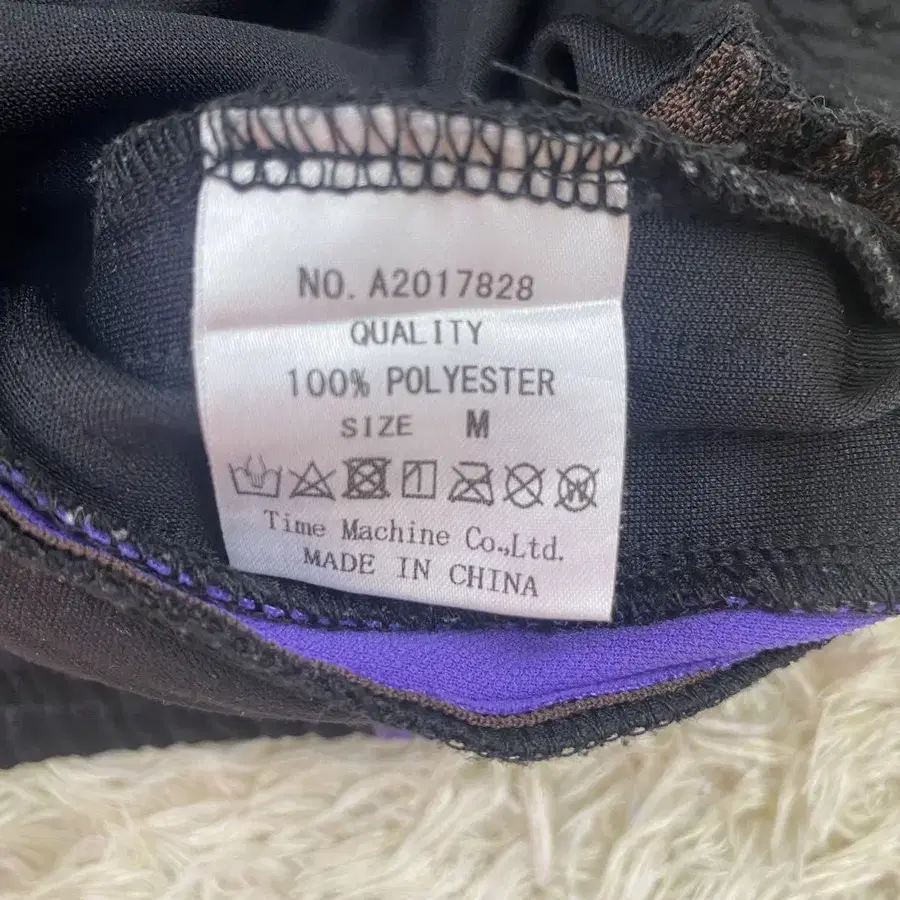 NO. A2017828
QUALITY
100% POLYESTER
SIZE M
Time Machine Co.,Ltd.
MADE IN CHINA